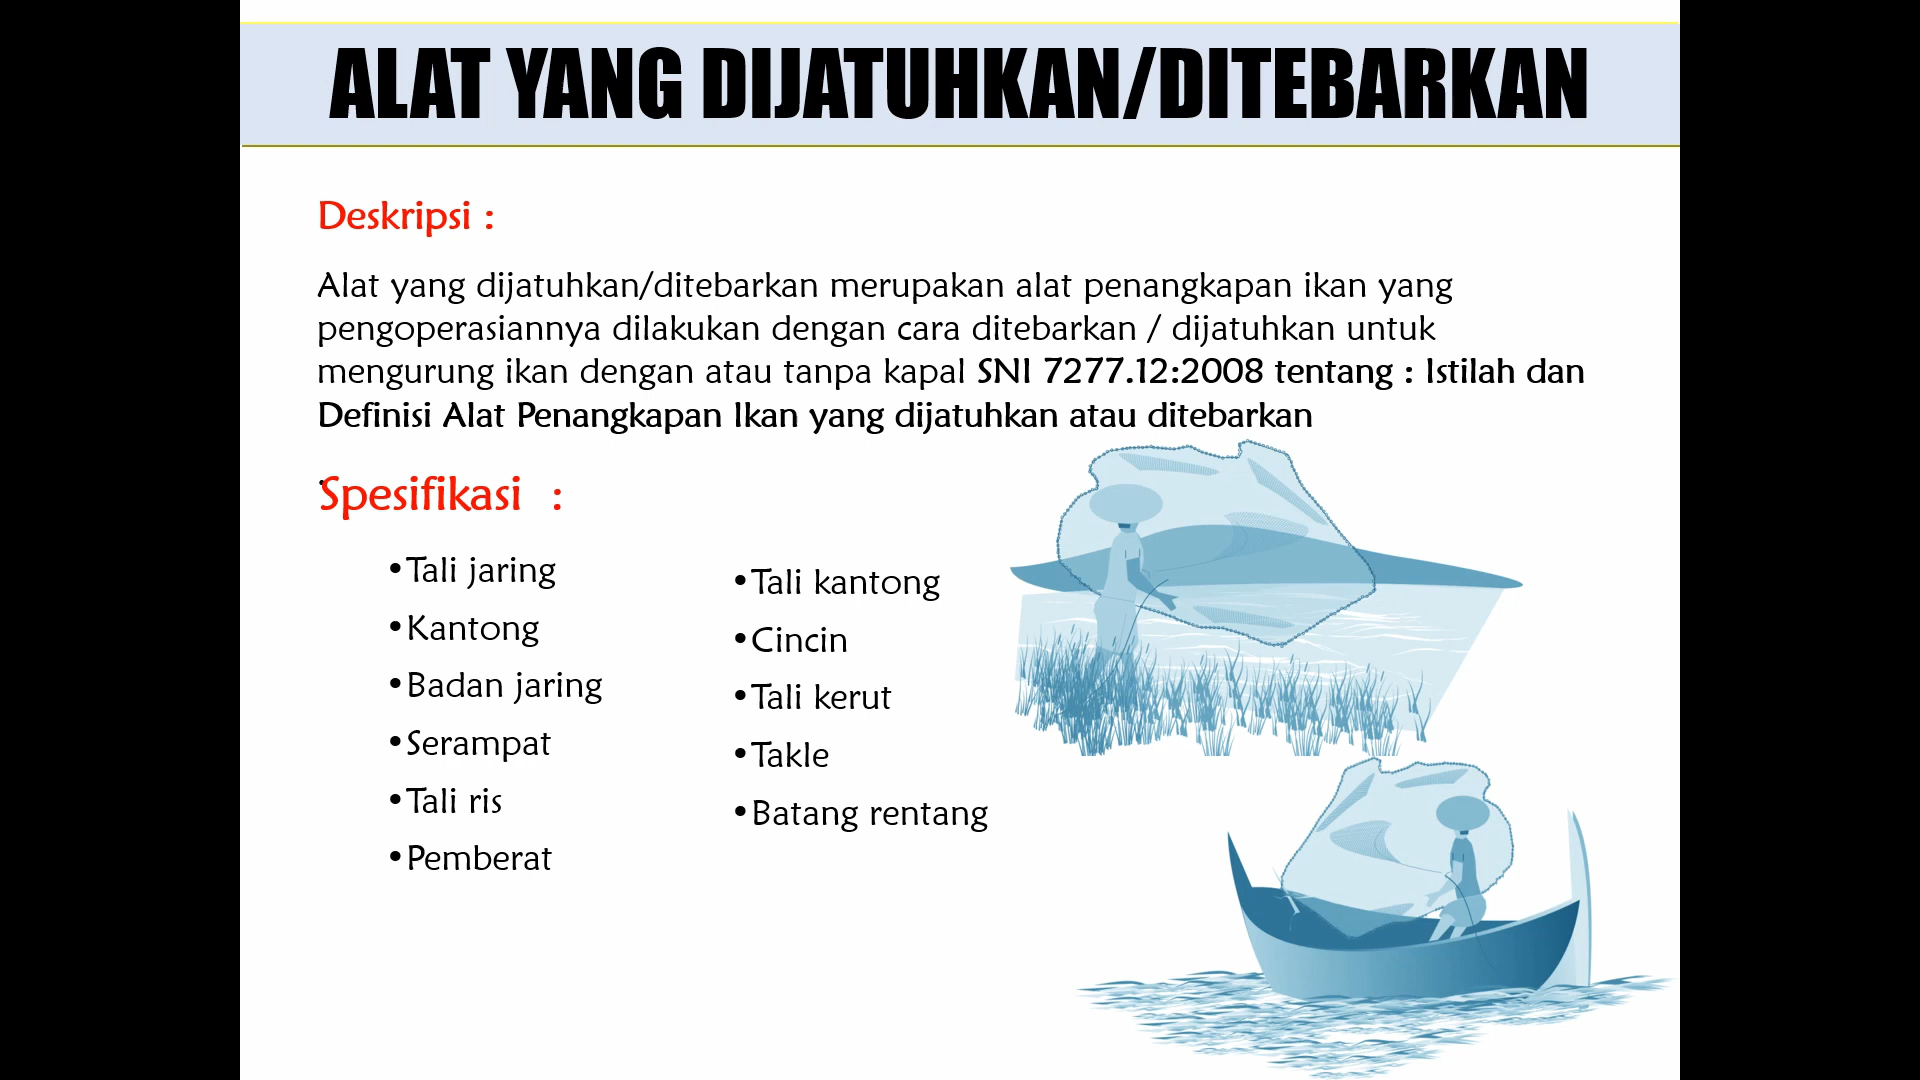 ALAT YANG DIJATUHKAN/DITEBARKAN
Deskripsi :
Alat yang dijatuhkan/ditebarkan merupakan alat penangkapan ikan yang
pengoperasiannya dilakukan dengan cara ditebarkan / dijatuhkan untuk
mengurung ikan dengan atau tanpa kapal SNI 7277.12:2008 tentang : Istilah dan
Definisi Alat Penangkapan Ikan yang dijatuhkan atau ditebarkan
.
Spesifikasi :
•Tali jaring
•Kantong
•Badan jaring
•Serampat
•Tali ris
•Pemberat
•Tali kantong
•Cincin
•Tali kerut
•Takle
•Batang rentang